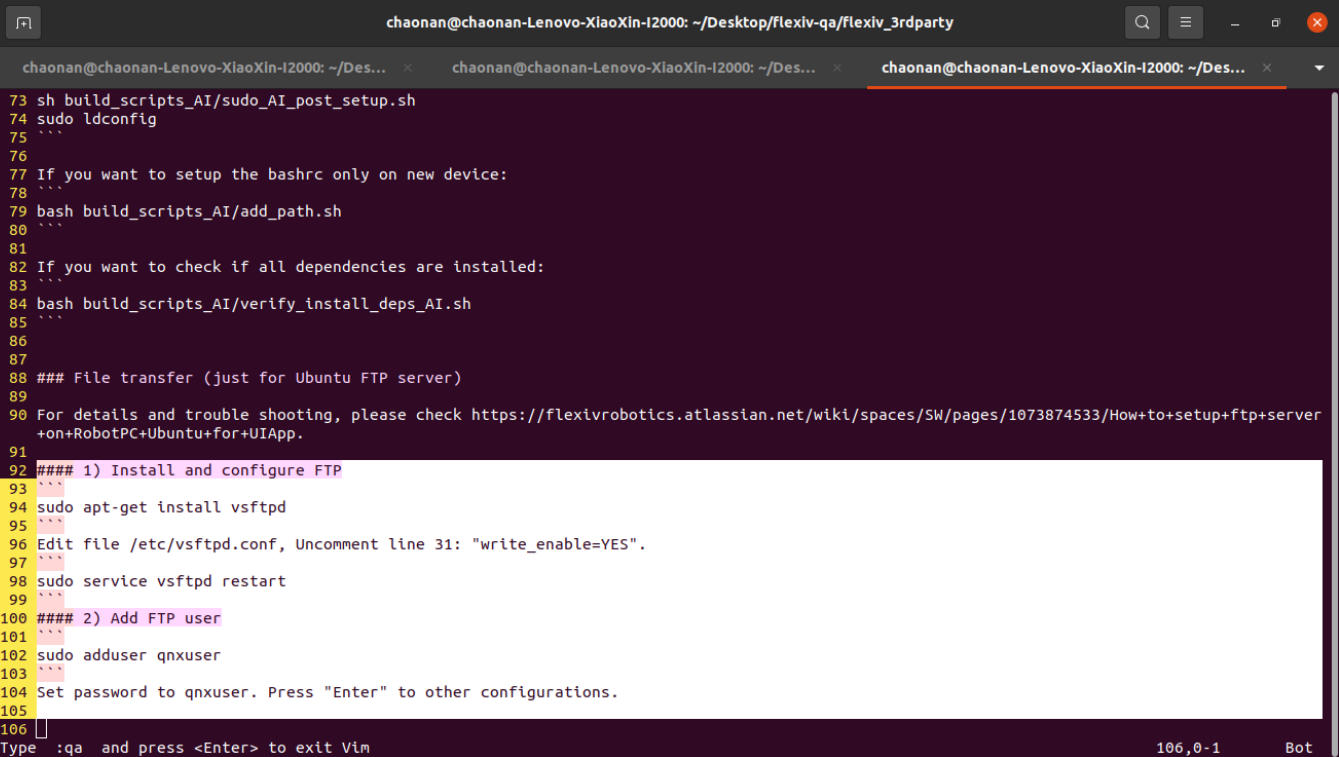 chaonan@chaonan-Lenovo-XiaoXin-I2000: ~/Desktop/flexiv-qa/flexiv_3rdparty
chaonan@chaonan-Lenovo-XiaoXin-I2000: ~/Des... × chaonan@chaonan-Lenovo-XiaoXin-I2000: ~/Des... × chaonan@chaonan-Lenovo-XiaoXin-I2000: ~/Des... ×
73 sh build_scripts_AI/sudo_AI_post_setup.sh
74 sudo ldconfig
75 ```
76
77 If you want to setup the bashrc only on new device:
78 ```
79 bash build_scripts_AI/add_path.sh
80 ```
81
82 If you want to check if all dependencies are installed:
83 ```
84 bash build_scripts_AI/verify_install_deps_AI.sh
85 ```
86
87
88 ### File transfer (just for Ubuntu FTP server)
89
90 For details and trouble shooting, please check https://flexivrobotics.atlassian.net/wiki/spaces/SW/pages/1073874533/How+to+setup+ftp+server
+on+RobotPC+Ubuntu+for+UIApp.
91
92 #### 1) Install and configure FTP
93 ```
94 sudo apt-get install vsftpd
95 ```
96 Edit file /etc/vsftpd.conf, Uncomment line 31: "write_enable=YES".
97 ```
98 sudo service vsftpd restart
99 ```
100 #### 2) Add FTP user
101 ```
102 sudo adduser qnxuser
103 ```
104 Set password to qnxuser. Press "Enter" to other configurations.
105
106
Type :qa and press <Enter> to exit Vim 106,0-1 Bot